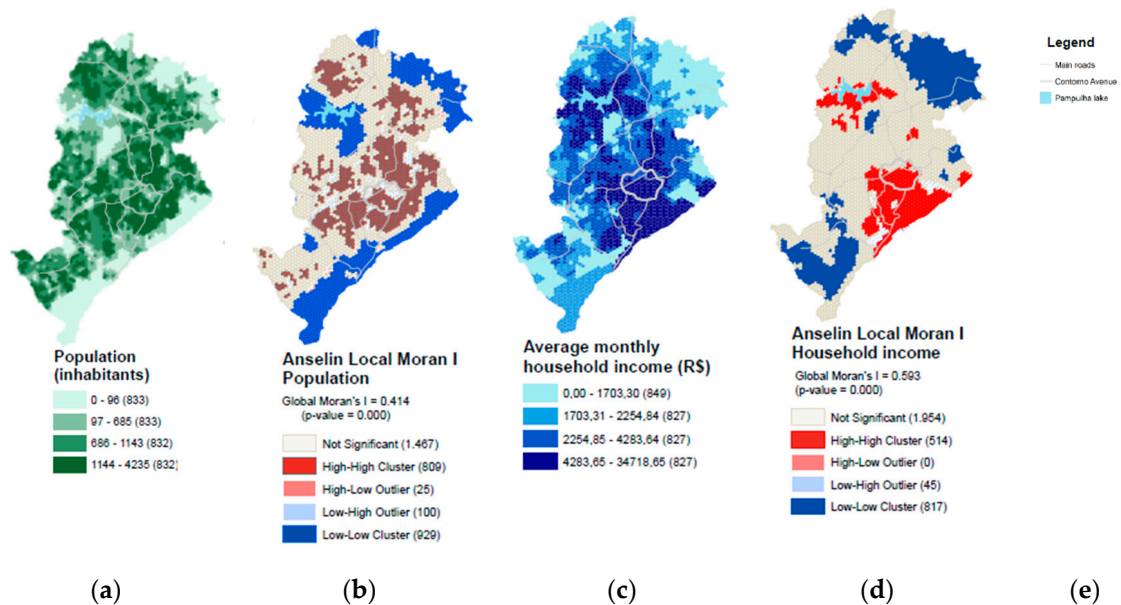 Population
(inhabitants)
0 - 96 (833)
97 - 685 (833)
686 - 1143 (832)
1144 - 4235 (832)
Anselin Local Moran I
Population
Global Moran's I = 0.414
(p-value = 0.000)
Not Significant (1.467)
High-High Cluster (809)
High-Low Outlier (25)
Low-High Outlier (100)
Low-Low Cluster (929)
Average monthly
household income (R$)
0,00 - 1703,30 (849)
1703,31 - 2254,84 (827)
2254,85 - 4283,64 (827)
4283,65 - 34718,65 (827)
Anselin Local Moran I
Household income
Global Moran's I = 0.593
(p-value = 0.000)
Not Significant (1.954)
High-High Cluster (514)
High-Low Outlier (0)
Low-High Outlier (45)
Low-Low Cluster (817)
Legend
Main roads
Contorno Avenue
Pampulha lake
(a)
(b)
(c)
(d)
(e)